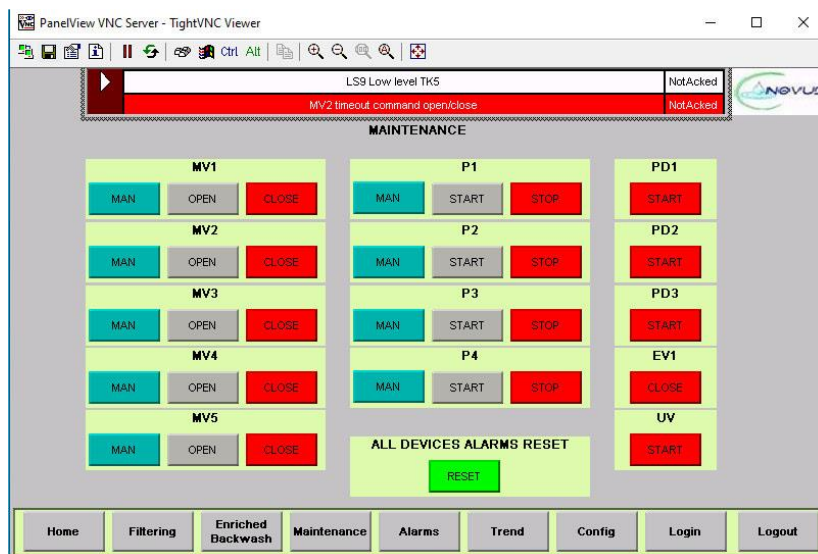 PanelView VNC Server - TightVNC Viewer
Ctrl Alt
LS9 Low level TK5 NotAcked
MV2 timeout command open/close NotAcked
NOVUS
MAINTENANCE
MV1 P1 PD1
MAN OPEN CLOSE MAN START STOP START
MV2 P2 PD2
MAN OPEN CLOSE MAN START STOP START
MV3 P3 PD3
MAN OPEN CLOSE MAN START STOP START
MV4 P4 EV1
MAN OPEN CLOSE MAN START STOP CLOSE
MV5 UV
MAN OPEN CLOSE START
ALL DEVICES ALARMS RESET
RESET
Home Filtering Enriched Backwash Maintenance Alarms Trend Config Login Logout